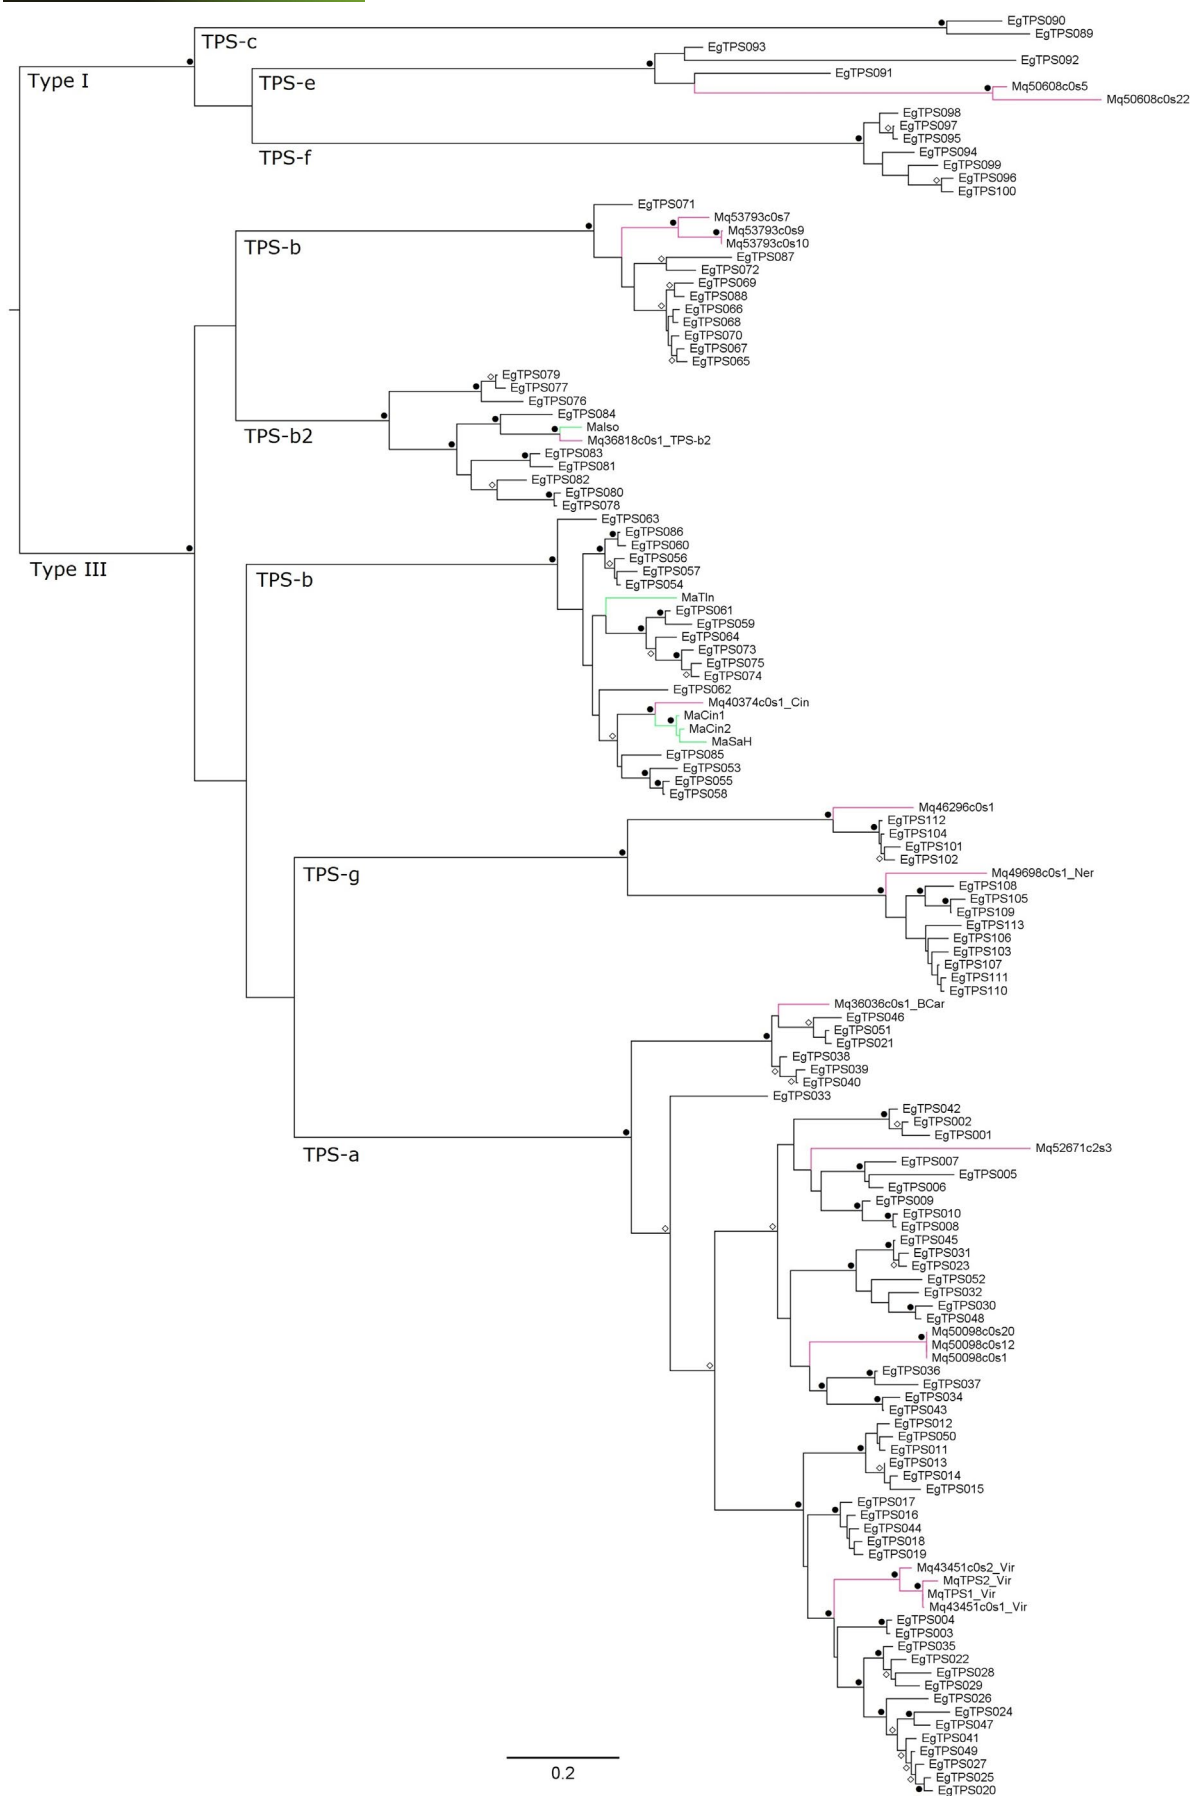 EgTPS090
EgTPS089
TPS-c
EgTPS093
EgTPS092
Type I
TPS-e
EgTPS091
Mq50608c0s5
Mq50608c0s22
EgTPS098
EgTPS097
EgTPS095
TPS-f
EgTPS094
EgTPS099
EgTPS096
EgTPS100
EgTPS071
Mq53793c0s7
Mq53793c0s9
Mq53793c0s10
TPS-b
EgTPS087
EgTPS072
EgTPS069
EgTPS088
EgTPS066
EgTPS068
EgTPS070
EgTPS067
EgTPS065
EgTPS079
EgTPS077
EgTPS076
EgTPS084
MaIso
TPS-b2
Mq36818c0s1_TPS-b2
EgTPS083
EgTPS081
EgTPS082
EgTPS080
EgTPS078
EgTPS063
EgTPS086
EgTPS060
EgTPS056
Type III
EgTPS057
TPS-b
EgTPS054
MaTln
EgTPS061
EgTPS059
EgTPS064
EgTPS073
EgTPS075
EgTPS074
EgTPS062
Mq40374c0s1_Cin
MaCin1
MaCin2
MaSaH
EgTPS085
EgTPS053
EgTPS055
EgTPS058
Mq46296c0s1
EgTPS112
EgTPS104
EgTPS101
EgTPS102
TPS-g
Mq49698c0s1_Ner
EgTPS108
EgTPS105
EgTPS109
EgTPS113
EgTPS106
EgTPS103
EgTPS107
EgTPS111
EgTPS110
Mq36036c0s1_BCar
EgTPS046
EgTPS051
EgTPS021
EgTPS038
EgTPS039
EgTPS040
EgTPS033
EgTPS042
EgTPS002
EgTPS001
Mq52671c2s3
TPS-a
EgTPS007
EgTPS005
EgTPS006
EgTPS009
EgTPS010
EgTPS008
EgTPS045
EgTPS031
EgTPS023
EgTPS052
EgTPS032
EgTPS030
EgTPS048
Mq50098c0s20
Mq50098c0s12
Mq50098c0s1
EgTPS036
EgTPS037
EgTPS034
EgTPS043
EgTPS012
EgTPS050
EgTPS011
EgTPS013
EgTPS014
EgTPS015
EgTPS017
EgTPS016
EgTPS044
EgTPS018
EgTPS019
Mq43451c0s2_Vir
MqTPS2_Vir
MqTPS1_Vir
Mq43451c0s1_Vir
EgTPS004
EgTPS003
EgTPS035
EgTPS022
EgTPS028
EgTPS029
EgTPS026
EgTPS024
EgTPS047
EgTPS041
EgTPS049
EgTPS027
EgTPS025
EgTPS020
0.2